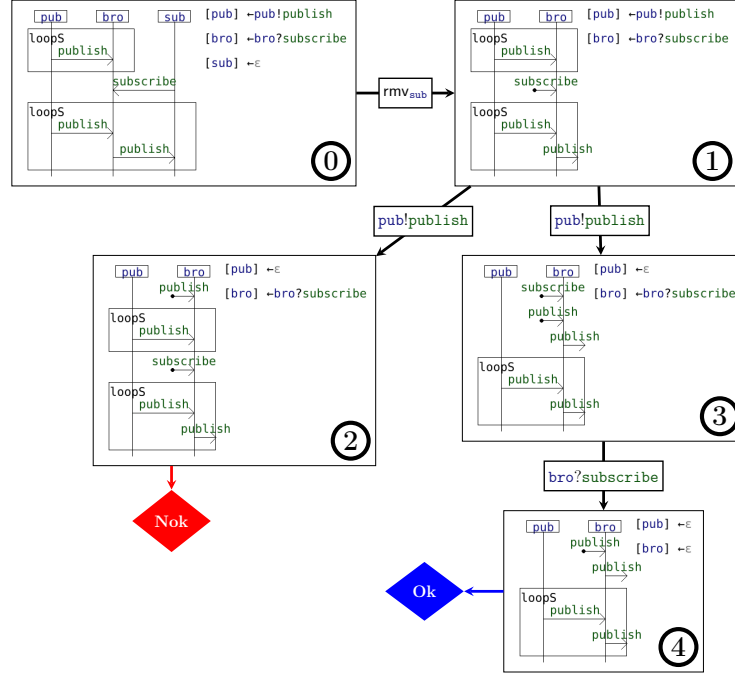 pub bro sub
[pub] ←pub!publish
[bro] ←bro?subscribe
[sub] ←ε
loopS
publish
subscribe
loopS
publish
publish
0
rmv_sub
pub bro
[pub] ←pub!publish
[bro] ←bro?subscribe
loopS
publish
subscribe
loopS
publish
publish
1
pub!publish
pub!publish
pub bro
[pub] ←ε
[bro] ←bro?subscribe
publish
loopS
publish
subscribe
loopS
publish
publish
2
pub bro
[pub] ←ε
[bro] ←bro?subscribe
subscribe
publish
publish
loopS
publish
publish
3
Nok
bro?subscribe
pub bro
[pub] ←ε
[bro] ←ε
publish
publish
loopS
publish
publish
4
Ok